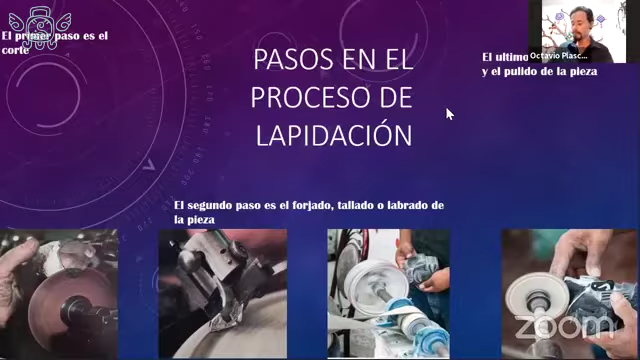 El primer paso es el
corte
PASOS EN EL
PROCESO DE
LAPIDACIÓN
El ultimo
y el pulido de la pieza
Octavio Plasc...
El segundo paso es el forjado, tallado o labrado de
la pieza
zoom